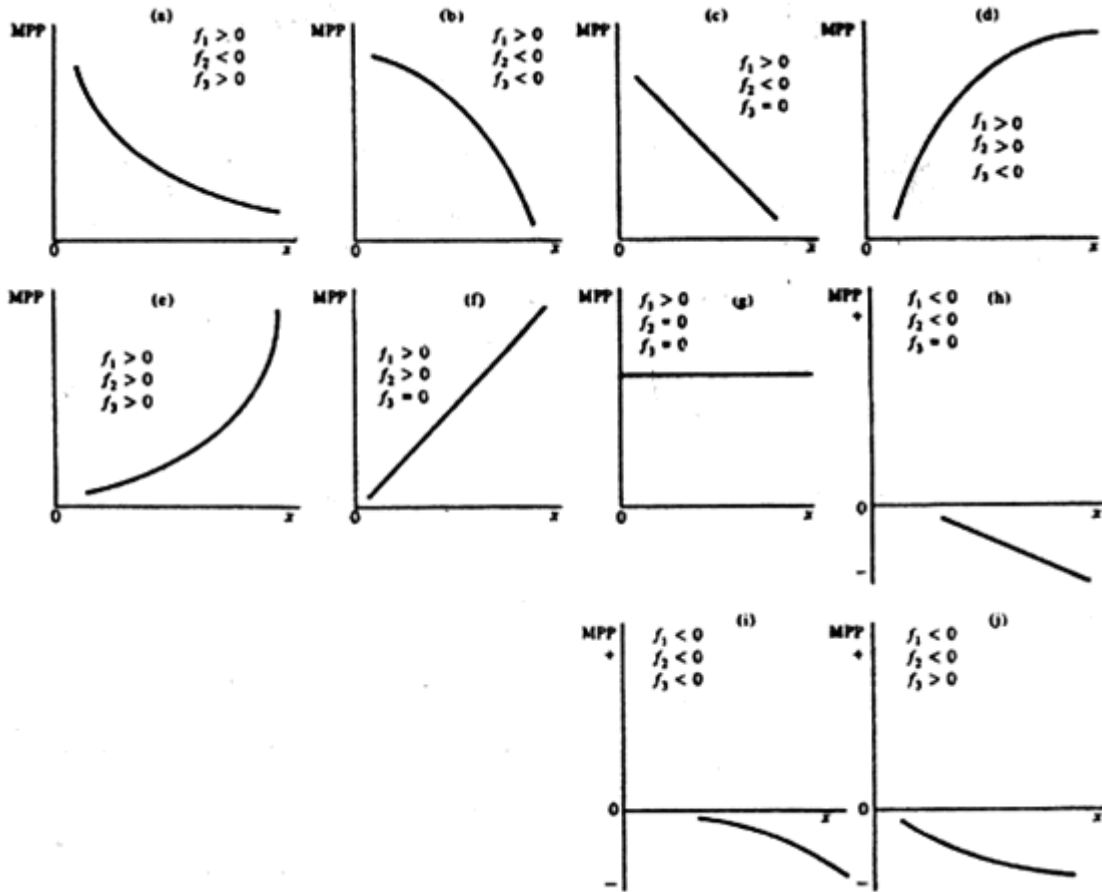 (a)
MPP
f₁ > 0
f₂ < 0
f₃ > 0
0
x
(b)
MPP
f₁ > 0
f₂ < 0
f₃ < 0
0
x
(c)
MPP
f₁ > 0
f₂ < 0
f₃ = 0
0
x
(d)
MPP
f₁ > 0
f₂ > 0
f₃ < 0
0
x
(e)
MPP
f₁ > 0
f₂ > 0
f₃ > 0
0
x
(f)
MPP
f₁ > 0
f₂ > 0
f₃ = 0
0
x
(g)
MPP
f₁ > 0
f₂ = 0
f₃ = 0
0
x
(h)
MPP
+
f₁ < 0
f₂ < 0
f₃ = 0
0
x
−
(i)
MPP
+
f₁ < 0
f₂ < 0
f₃ < 0
0
x
−
(j)
MPP
+
f₁ < 0
f₂ < 0
f₃ > 0
0
x
−